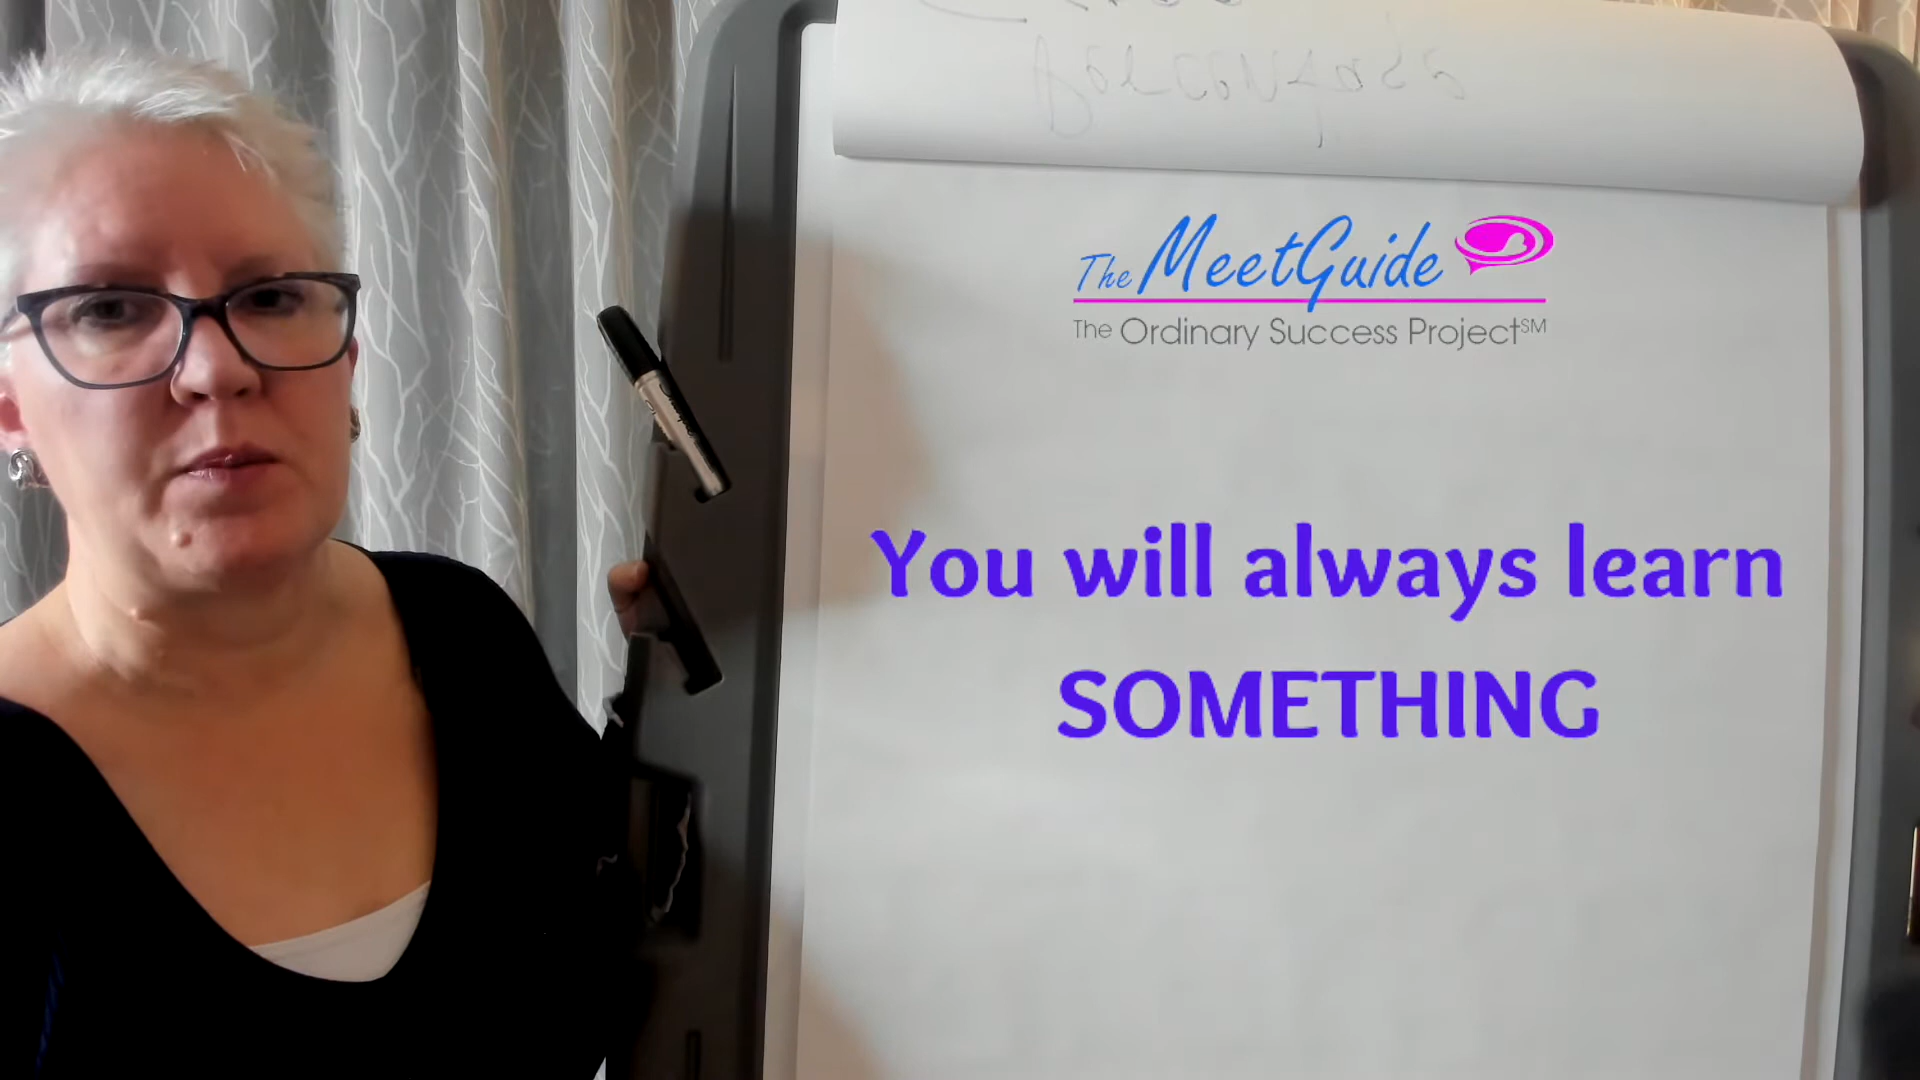 The MeetGuide
The Ordinary Success Project℠
You will always learn
SOMETHING